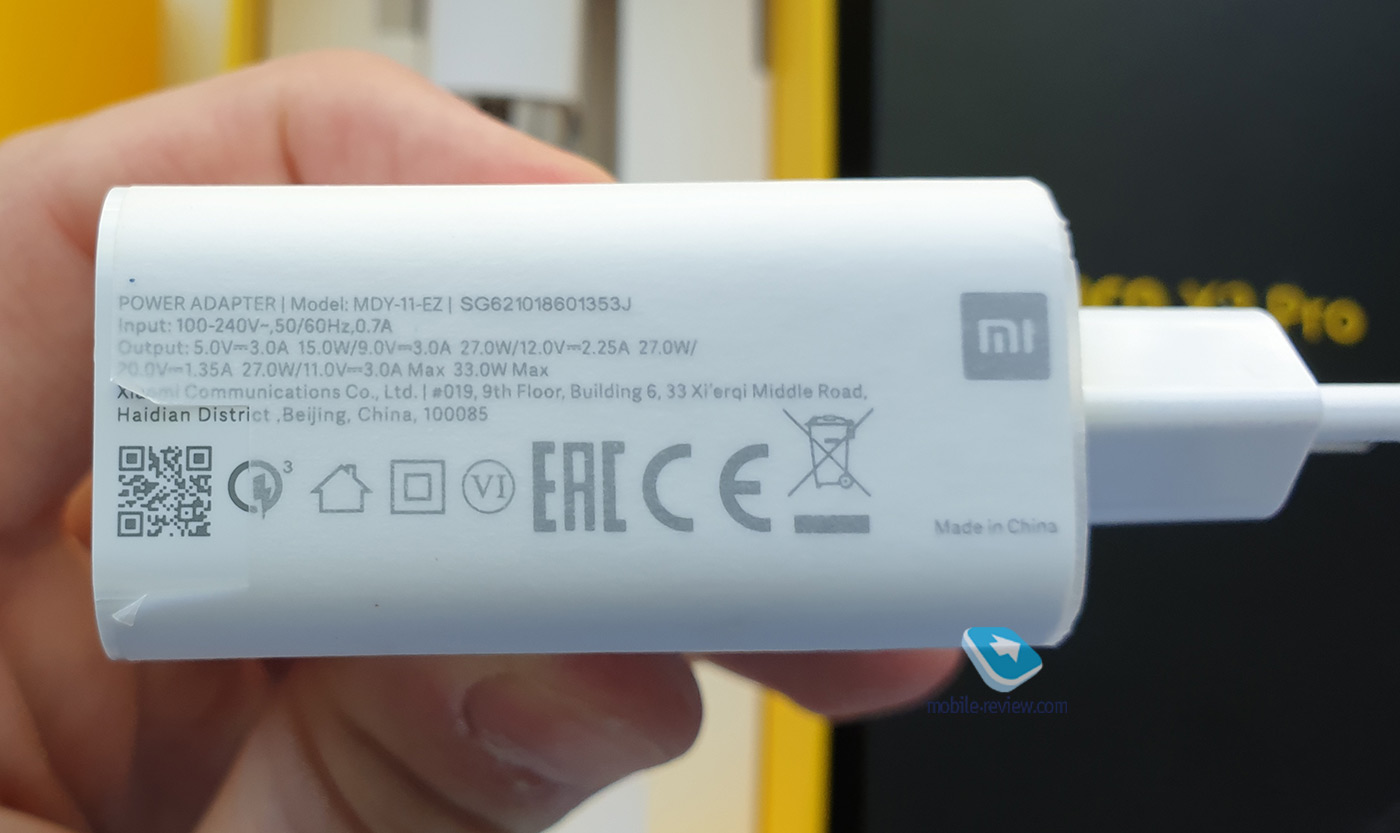 POWER ADAPTER | Model: MDY-11-EZ | SG621018601353J
Input: 100-240V~,50/60Hz,0.7A
Output: 5.0V⎓3.0A 15.0W/9.0V⎓3.0A 27.0W/12.0V⎓2.25A 27.0W/
20.0V⎓1.35A 27.0W/11.0V⎓3.0A Max 33.0W Max
Xiaomi Communications Co., Ltd. | #019, 9th Floor, Building 6, 33 Xi'erqi Middle Road,
Haidian District ,Beijing, China, 100085
mi
3
VI
EAC
CE
Made in China
X3 Pro
mobile-review.com